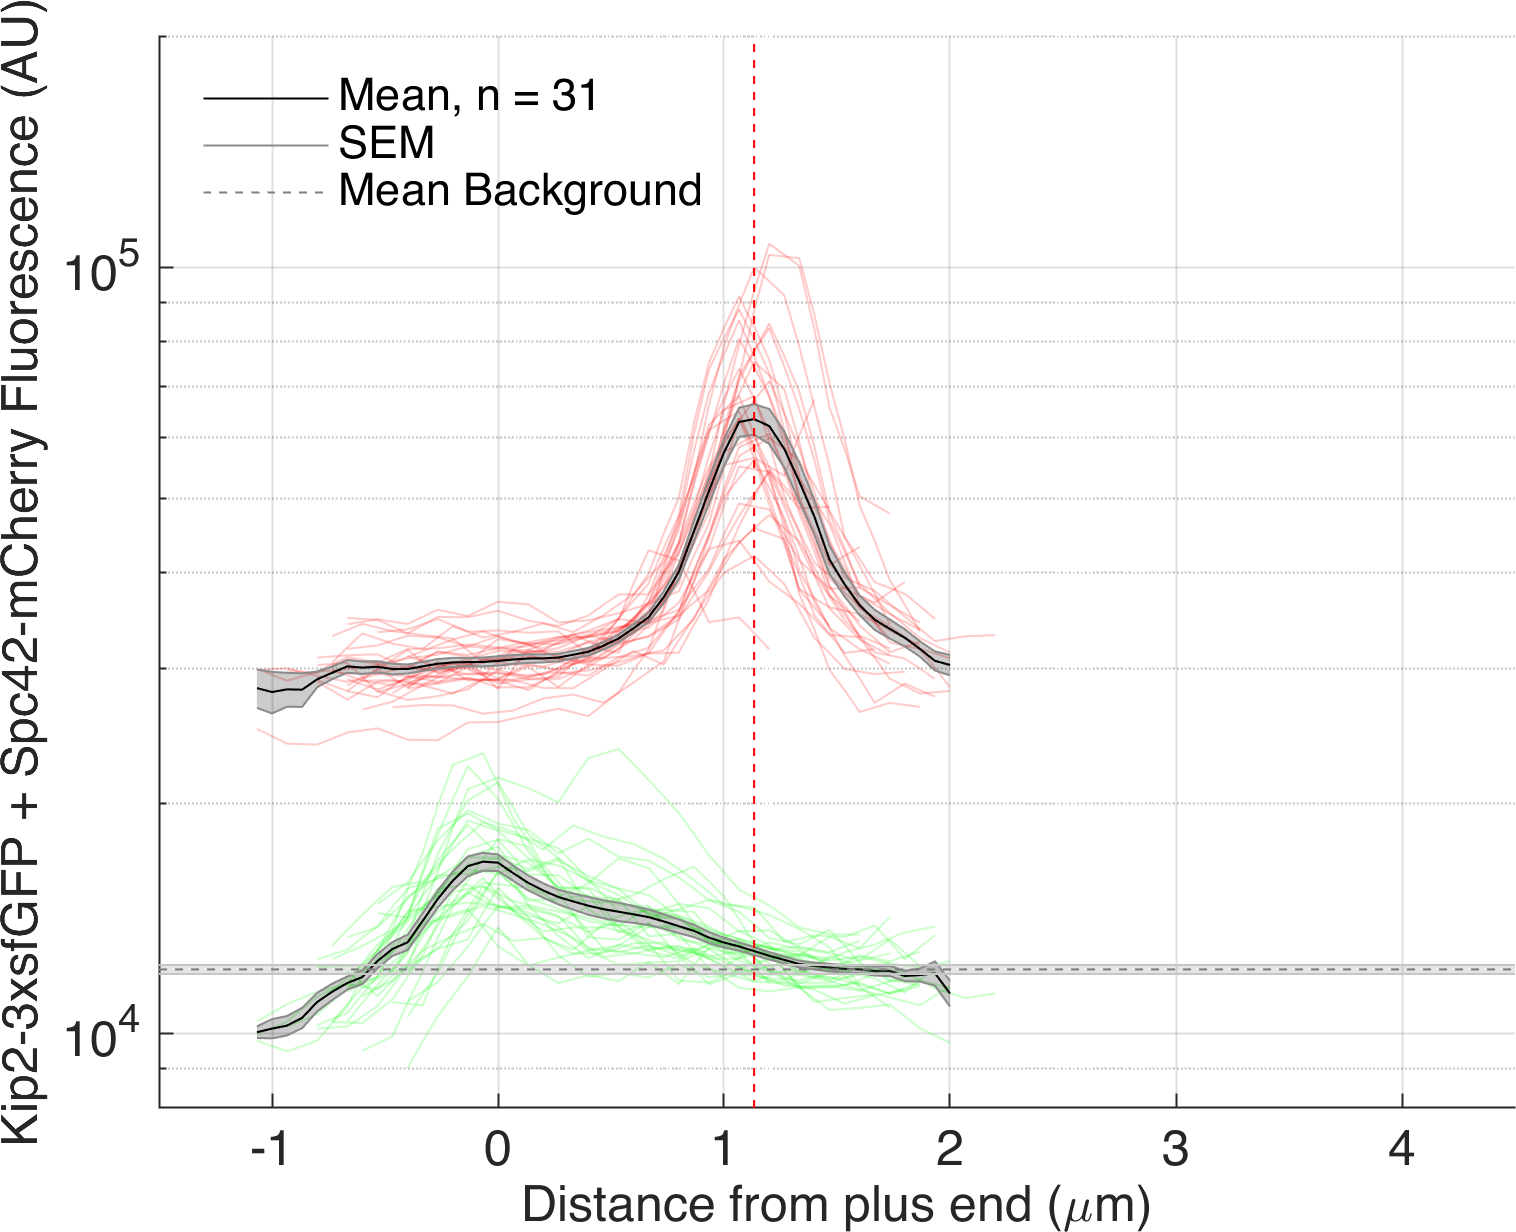 Kip2-3xsfGFP + Spc42-mCherry Fluorescence (AU)
Mean, n = 31
SEM
Mean Background
10^5
10^4
-1 0 1 2 3 4
Distance from plus end (μm)